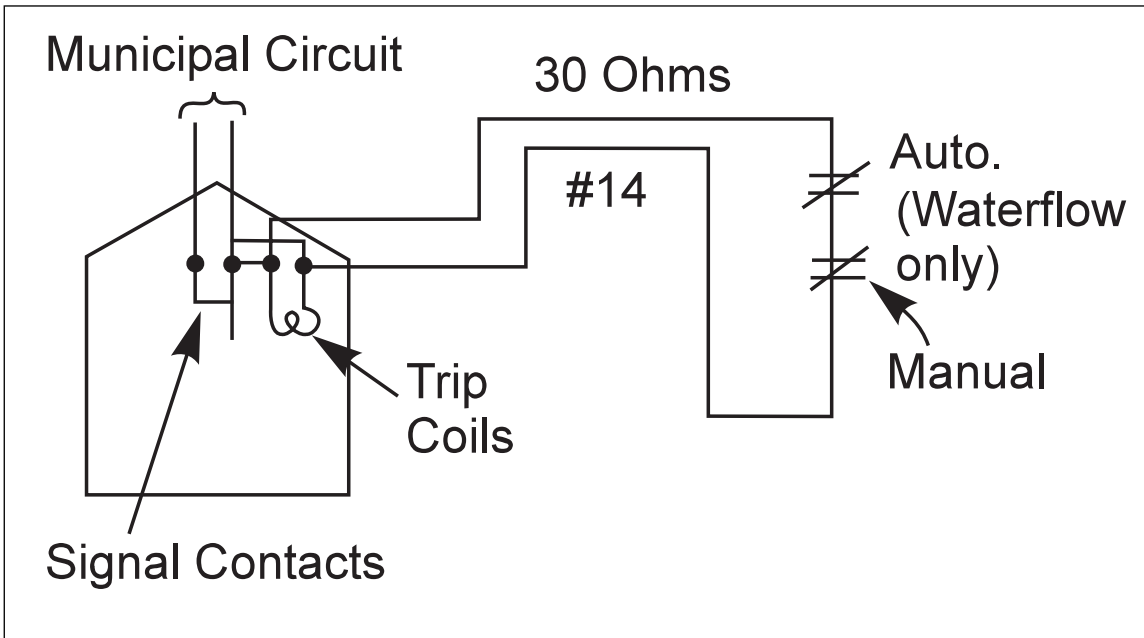 Municipal Circuit
30 Ohms
#14
Auto.
(Waterflow
only)
Manual
Trip
Coils
Signal Contacts